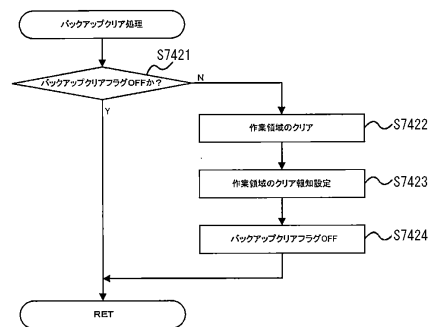 バックアップクリア処理
S7421
バックアップクリアフラグOFFか？
N
Y
作業領域のクリア
S7422
作業領域のクリア報知設定
S7423
バックアップクリアフラグOFF
S7424
RET